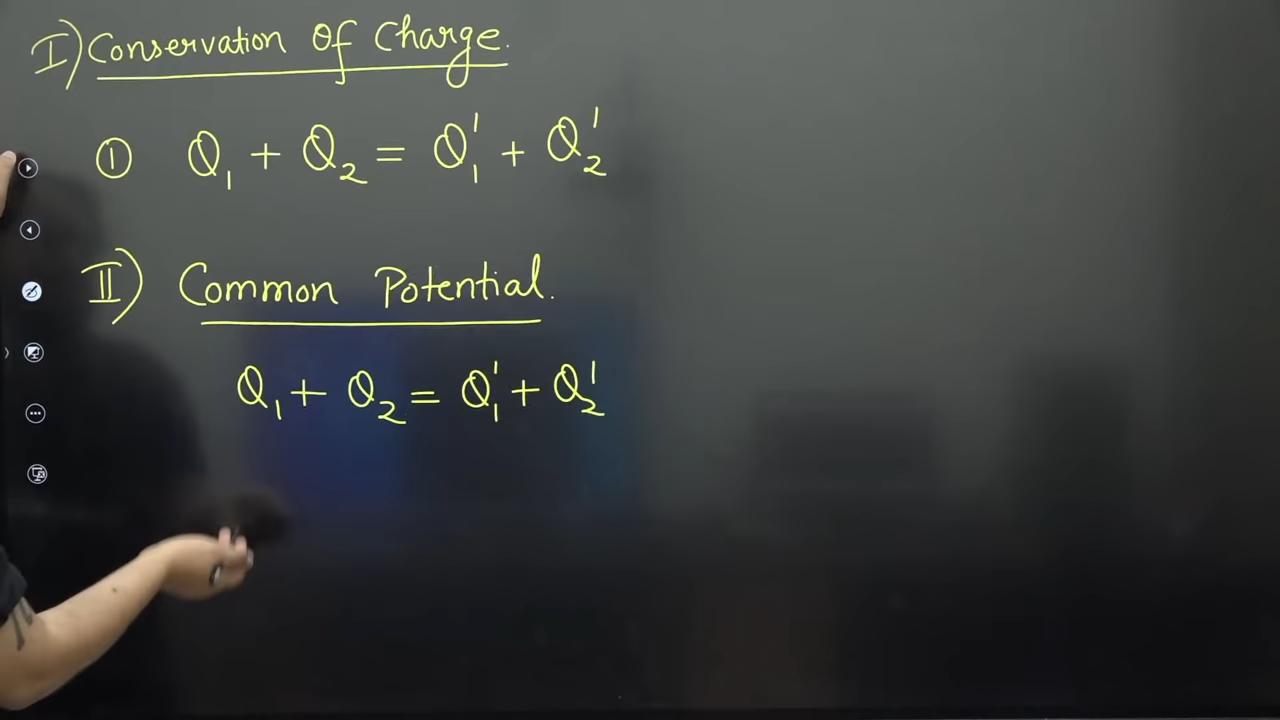 I) Conservation Of Charge.
① Q₁ + Q₂ = Q₁' + Q₂'
II) Common Potential.
Q₁ + Q₂ = Q₁' + Q₂'